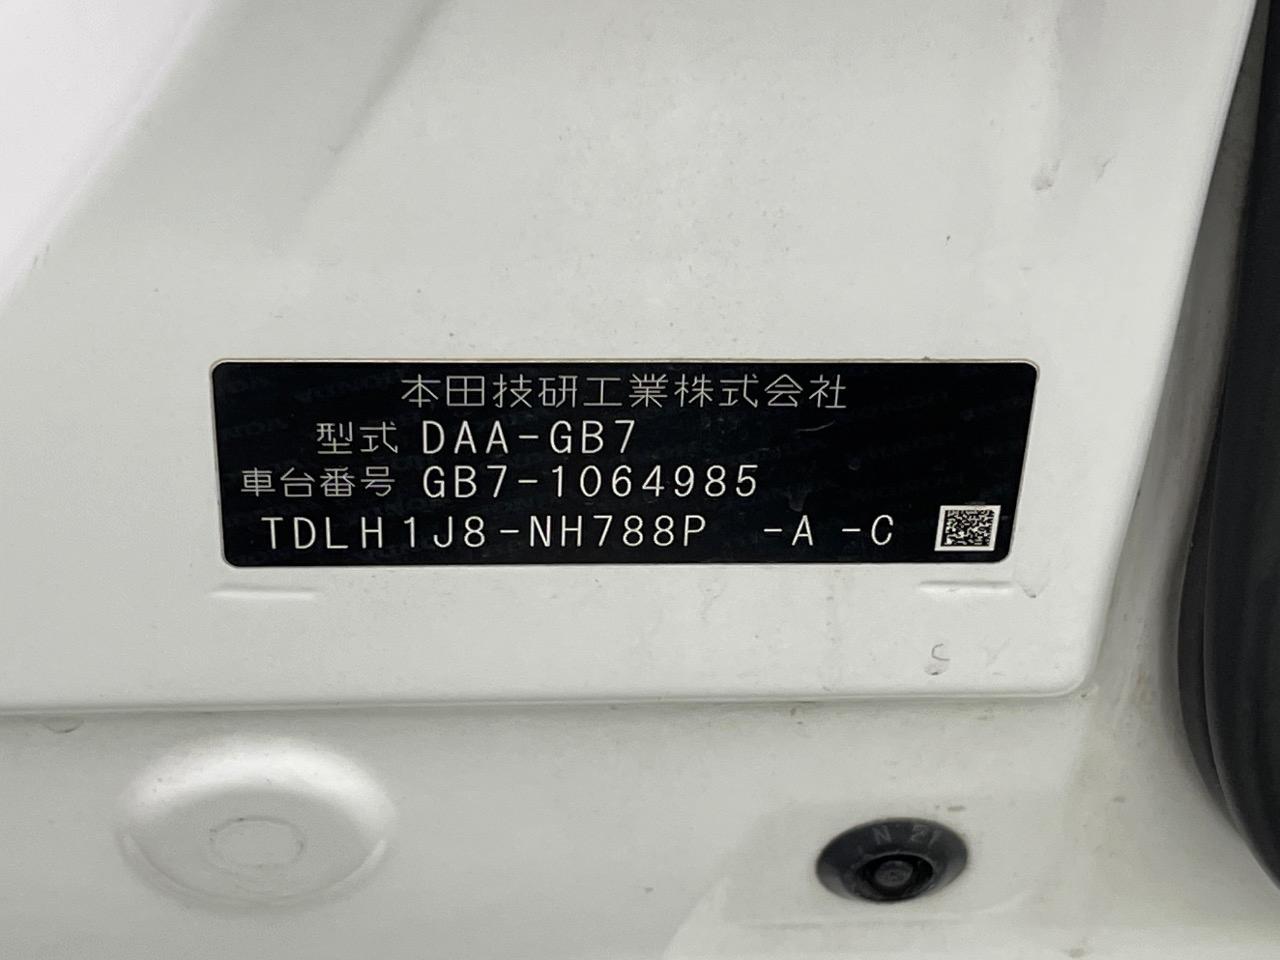 本田技研工業株式会社
型式 DAA-GB7
車台番号 GB7-1064985
TDLH1J8-NH788P -A -C
N 21